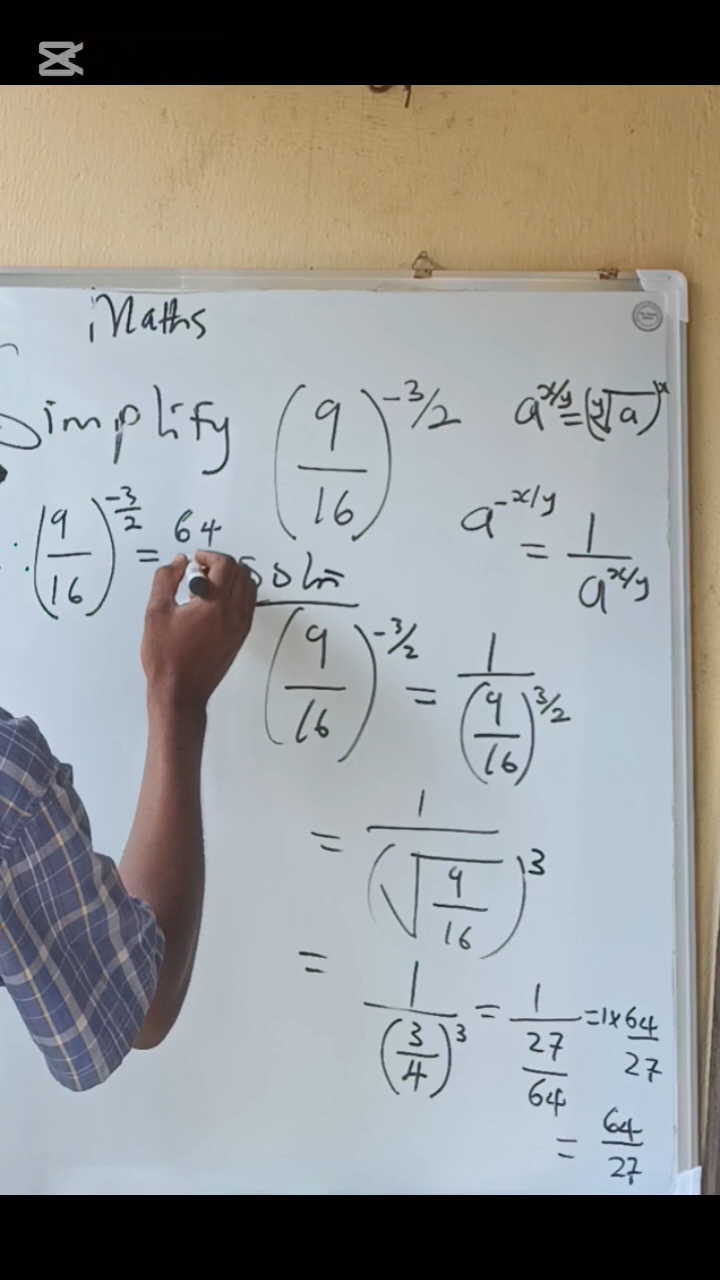 Maths
Simplify (9/16)^-3/2
a^x/y = (y√a)^x
a^-x/y = 1/a^x/y
∴ (9/16)^-3/2 = 64
Soln
(9/16)^-3/2 = 1/(9/16)^3/2
= 1/(√(9/16))^3
= 1/(3/4)^3 = 1/(27/64) = 1 × 64/27
= 64/27